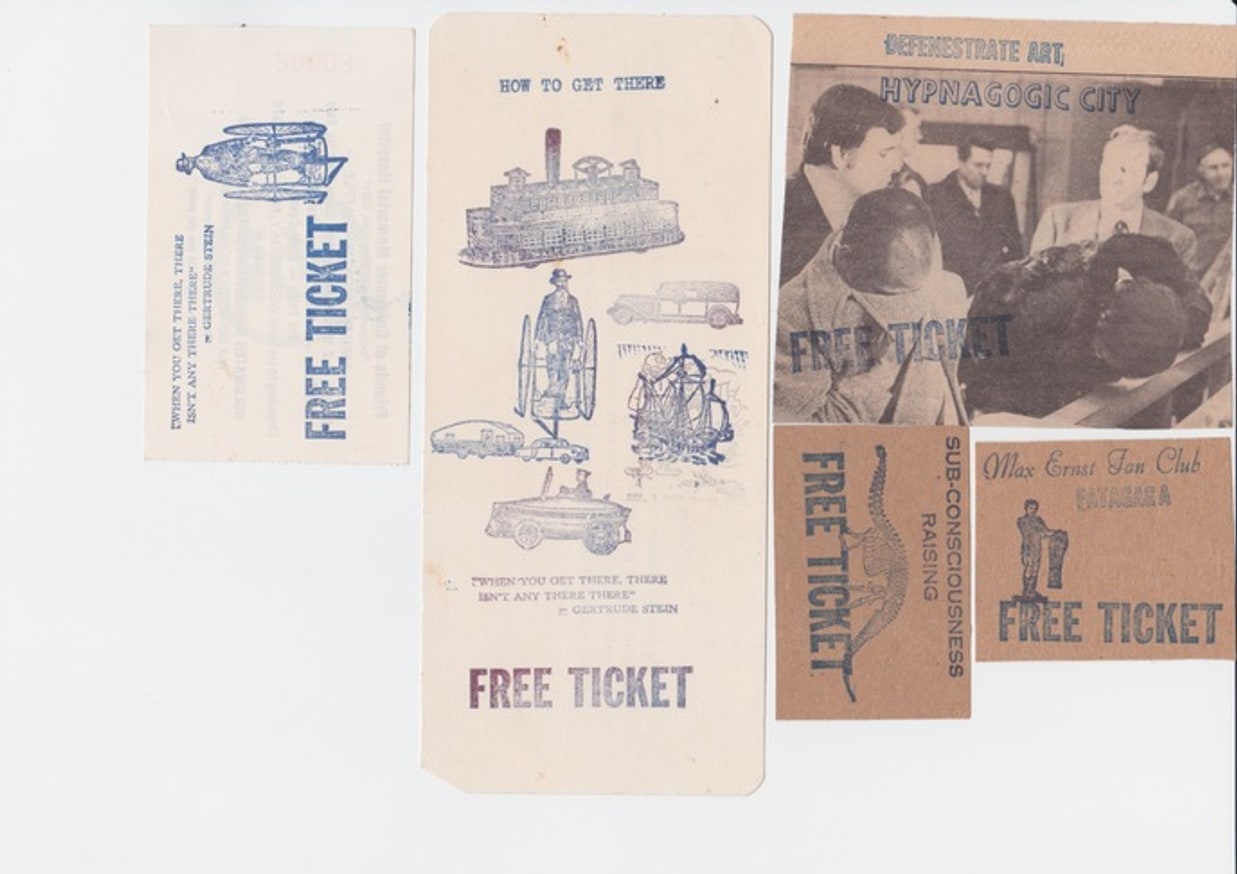 "WHEN YOU GET THERE, THERE
ISN'T ANY THERE THERE"
– GERTRUDE STEIN
FREE TICKET
HOW TO GET THERE
"WHEN YOU GET THERE, THERE
ISN'T ANY THERE THERE"
– GERTRUDE STEIN
FREE TICKET
DEFENESTRATE ART,
HYPNAGOGIC CITY
FREE TICKET
SUB-CONSCIOUSNESS
RAISING
FREE TICKET
Max Ernst Fan Club
FATAGAGA
FREE TICKET